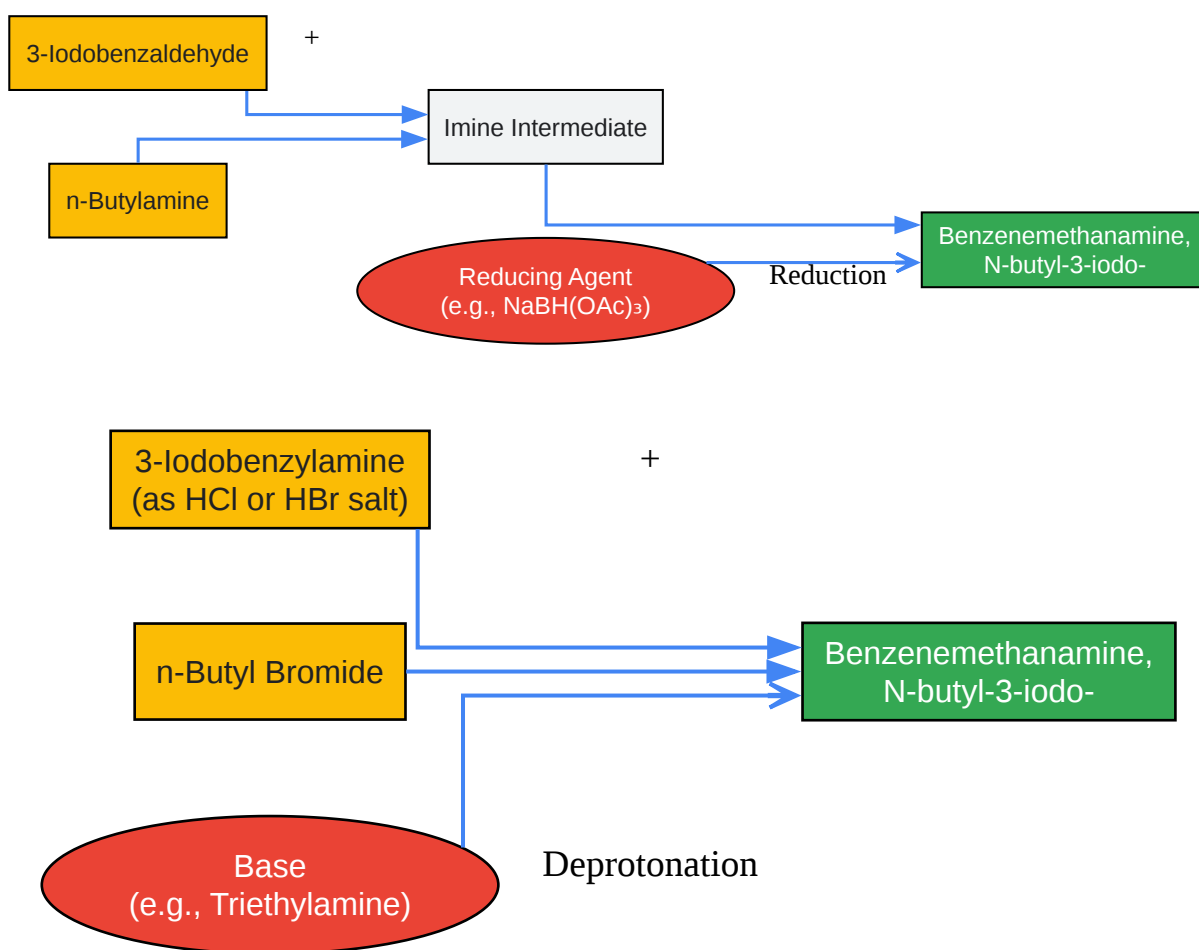 3-Iodobenzaldehyde
+
Imine Intermediate
n-Butylamine
Benzenemethanamine,
N-butyl-3-iodo-
Reducing Agent
(e.g., NaBH(OAc)₃)
Reduction
3-Iodobenzylamine
(as HCl or HBr salt)
+
n-Butyl Bromide
Benzenemethanamine,
N-butyl-3-iodo-
Base
(e.g., Triethylamine)
Deprotonation